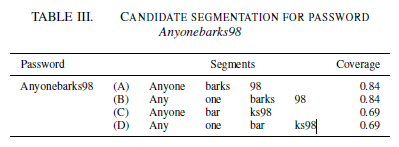 TABLE III. CANDIDATE SEGMENTATION FOR PASSWORD
Anyonebarks98
Password Segments Coverage
Anyonebarks98 (A) Anyone barks 98 0.84
(B) Any one barks 98 0.84
(C) Anyone bar ks98 0.69
(D) Any one bar ks98 0.69